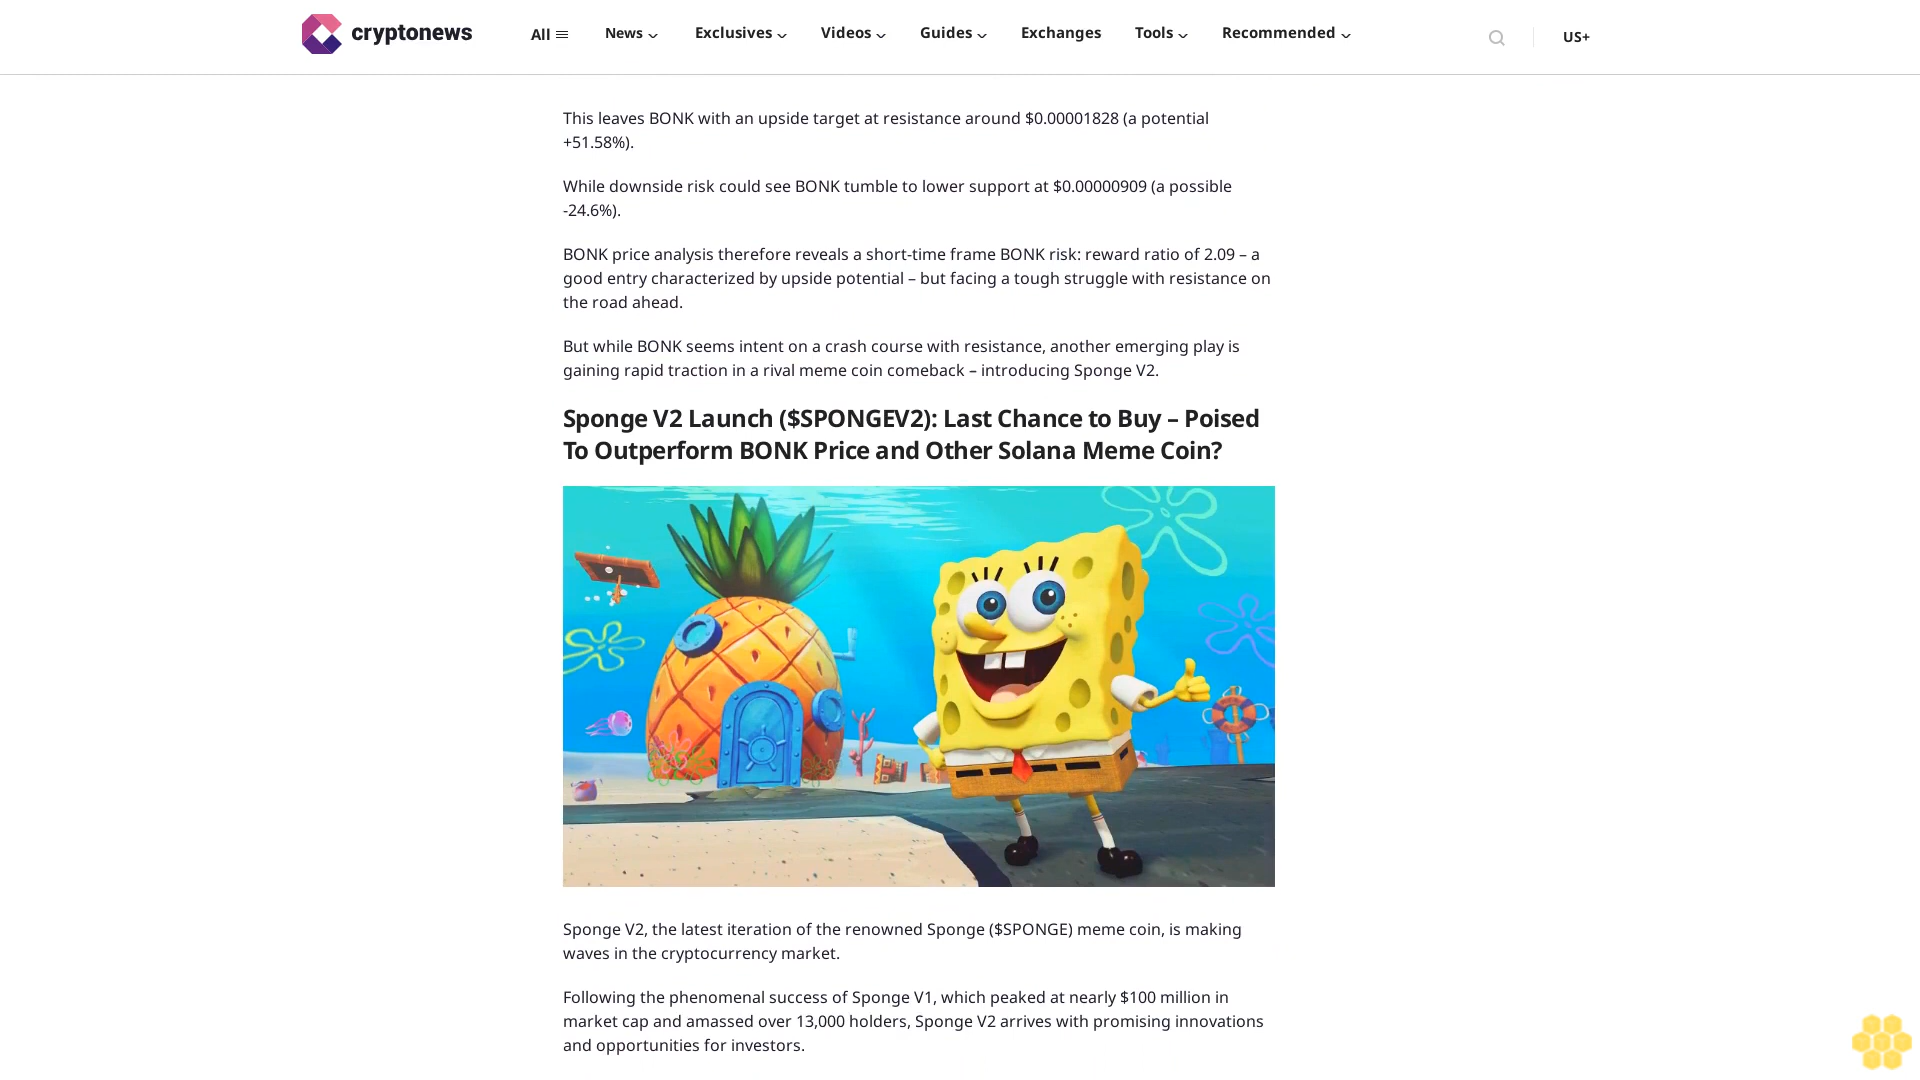 cryptonews
All
News
Exclusives
Videos
Guides
Exchanges
Tools
Recommended
US+
This leaves BONK with an upside target at resistance around $0.00001828 (a potential
+51.58%).
While downside risk could see BONK tumble to lower support at $0.00000909 (a possible
-24.6%).
BONK price analysis therefore reveals a short-time frame BONK risk: reward ratio of 2.09 – a
good entry characterized by upside potential – but facing a tough struggle with resistance on
the road ahead.
But while BONK seems intent on a crash course with resistance, another emerging play is
gaining rapid traction in a rival meme coin comeback – introducing Sponge V2.
Sponge V2 Launch ($SPONGEV2): Last Chance to Buy – Poised
To Outperform BONK Price and Other Solana Meme Coin?
Sponge V2, the latest iteration of the renowned Sponge ($SPONGE) meme coin, is making
waves in the cryptocurrency market.
Following the phenomenal success of Sponge V1, which peaked at nearly $100 million in
market cap and amassed over 13,000 holders, Sponge V2 arrives with promising innovations
and opportunities for investors.